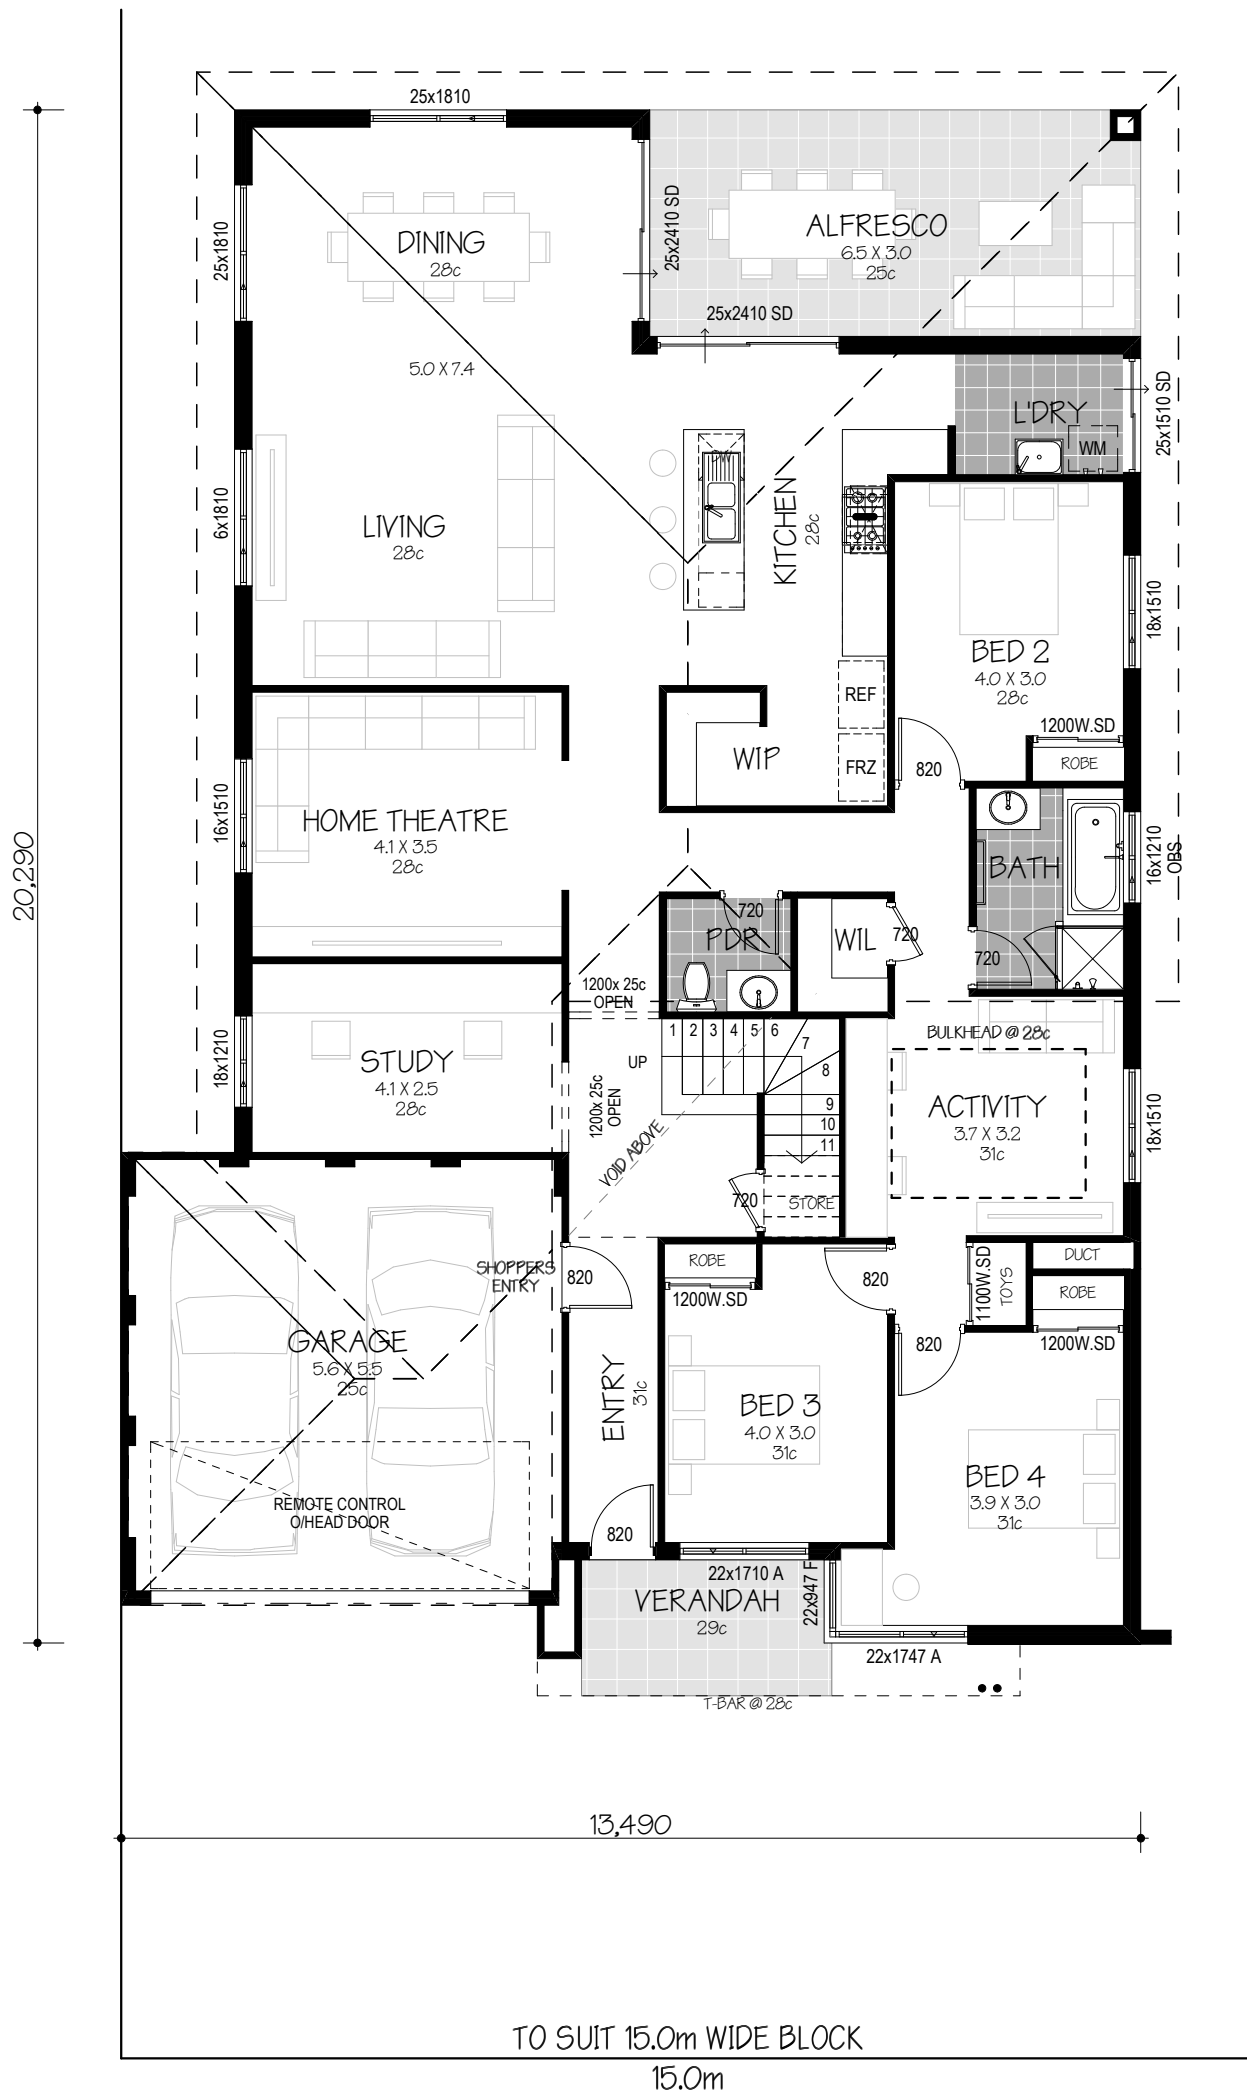 25x1810
25x1810
DINING
28c
25x2410 SD
ALFRESCO
6.5 X 3.0
25c
25x2410 SD
5.0 X 7.4
L'DRY
WM
25x1510 SD
6x1810
LIVING
28c
DW
KITCHEN
28c
BED 2
4.0 X 3.0
28c
18x1510
1200W.SD
ROBE
820
REF
FRZ
WIP
16x1510
HOME THEATRE
4.1 X 3.5
28c
20,290
BATH
16x1210
OBS
720
PDR
720
WIL
720
1200x 25c
OPEN
1 2 3 4 5 6
7
8
9
10
11
UP
1200x 25c
OPEN
VOID ABOVE
18x1210
STUDY
4.1 X 2.5
28c
BULKHEAD @ 28c
ACTIVITY
3.7 X 3.2
31c
18x1510
720
STORE
SHOPPERS
ENTRY
820
ROBE
1200W.SD
820
1100W.SD
TOYS
DUCT
ROBE
1200W.SD
820
GARAGE
5.6 X 5.5
25c
ENTRY
31c
BED 3
4.0 X 3.0
31c
BED 4
3.9 X 3.0
31c
REMOTE CONTROL
O/HEAD DOOR
820
22x1710 A
22x947 F
VERANDAH
29c
22x1747 A
T-BAR @ 28c
13,490
TO SUIT 15.0m WIDE BLOCK
15.0m